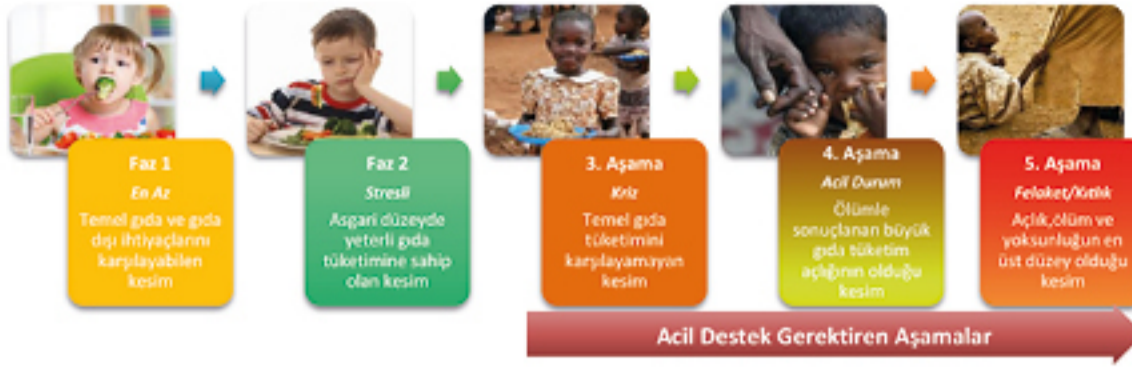 Faz 1
En Az
Temel gıda ve gıda
dışı ihtiyaçlarını
karşılayabilen
kesim
Faz 2
Stresli
Asgari düzeyde
yeterli gıda
tüketimine sahip
olan kesim
3. Aşama
Kriz
Temel gıda
tüketimini
karşılayamayan
kesim
4. Aşama
Acil Durum
Ölümle
sonuçlanan büyük
gıda tüketim
açlığının olduğu
kesim
5. Aşama
Felaket/Kıtlık
Açlık,ölüm ve
yoksunluğun en
üst düzey olduğu
kesim
Acil Destek Gerektiren Aşamalar